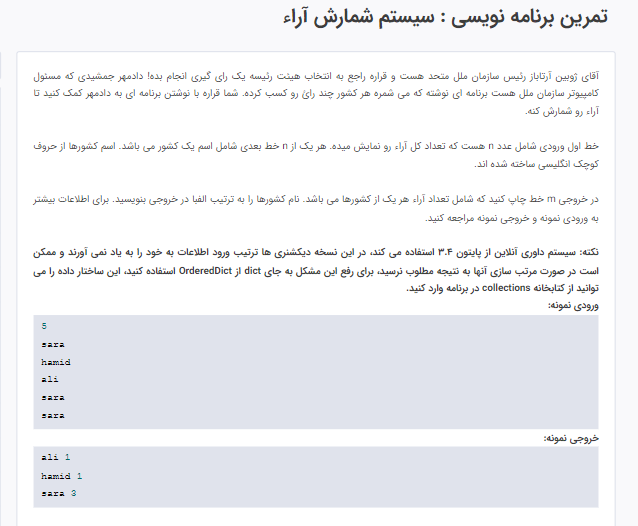 تمرین برنامه نویسی : سیستم شمارش آراء
آقای ژوبین آرتاباز رئیس سازمان ملل متحد هست و قراره راجع به انتخاب هیئت رئیسه یک رای گیری انجام بده! دادمهر جمشیدی که مسئول
کامپیوتر سازمان ملل هست برنامه ای نوشته که می شمره هر کشور چند رائ رو کسب کرده. شما قراره با نوشتن برنامه ای به دادمهر کمک کنید تا
آراء رو شمارش کنه.
خط اول ورودی شامل عدد n هست که تعداد کل آراء رو نمایش میده. هر یک از n خط بعدی شامل اسم یک کشور می باشد. اسم کشورها از حروف
کوچک انگلیسی ساخته شده اند.
در خروجی m خط چاپ کنید که شامل تعداد آراء هر یک از کشورها می باشد. نام کشورها را به ترتیب الفبا در خروجی بنویسید. برای اطلاعات بیشتر
به ورودی نمونه و خروجی نمونه مراجعه کنید.
نکته: سیستم داوری آنلاین از پایتون ۳.۴ استفاده می کند، در این نسخه دیکشنری ها ترتیب ورود اطلاعات به خود را به یاد نمی آورند و ممکن
است در صورت مرتب سازی آنها به نتیجه مطلوب نرسید، برای رفع این مشکل به جای dict از OrderedDict استفاده کنید، این ساختار داده را می
توانید از کتابخانه collections در برنامه وارد کنید.
ورودی نمونه:
5
sara
hamid
ali
sara
sara
خروجی نمونه:
ali 1
hamid 1
sara 3